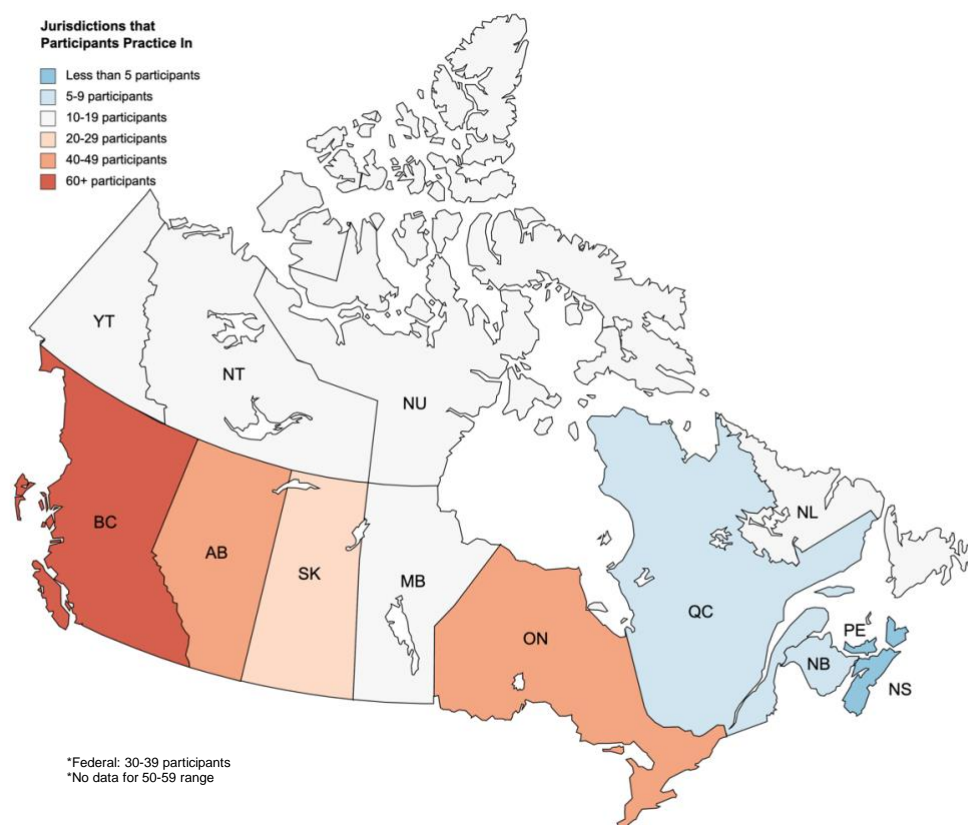 Jurisdictions that
Participants Practice In
Less than 5 participants
5-9 participants
10-19 participants
20-29 participants
40-49 participants
60+ participants
YT
NT
NU
BC
AB
SK
MB
ON
QC
NL
PE
NB
NS
*Federal: 30-39 participants
*No data for 50-59 range